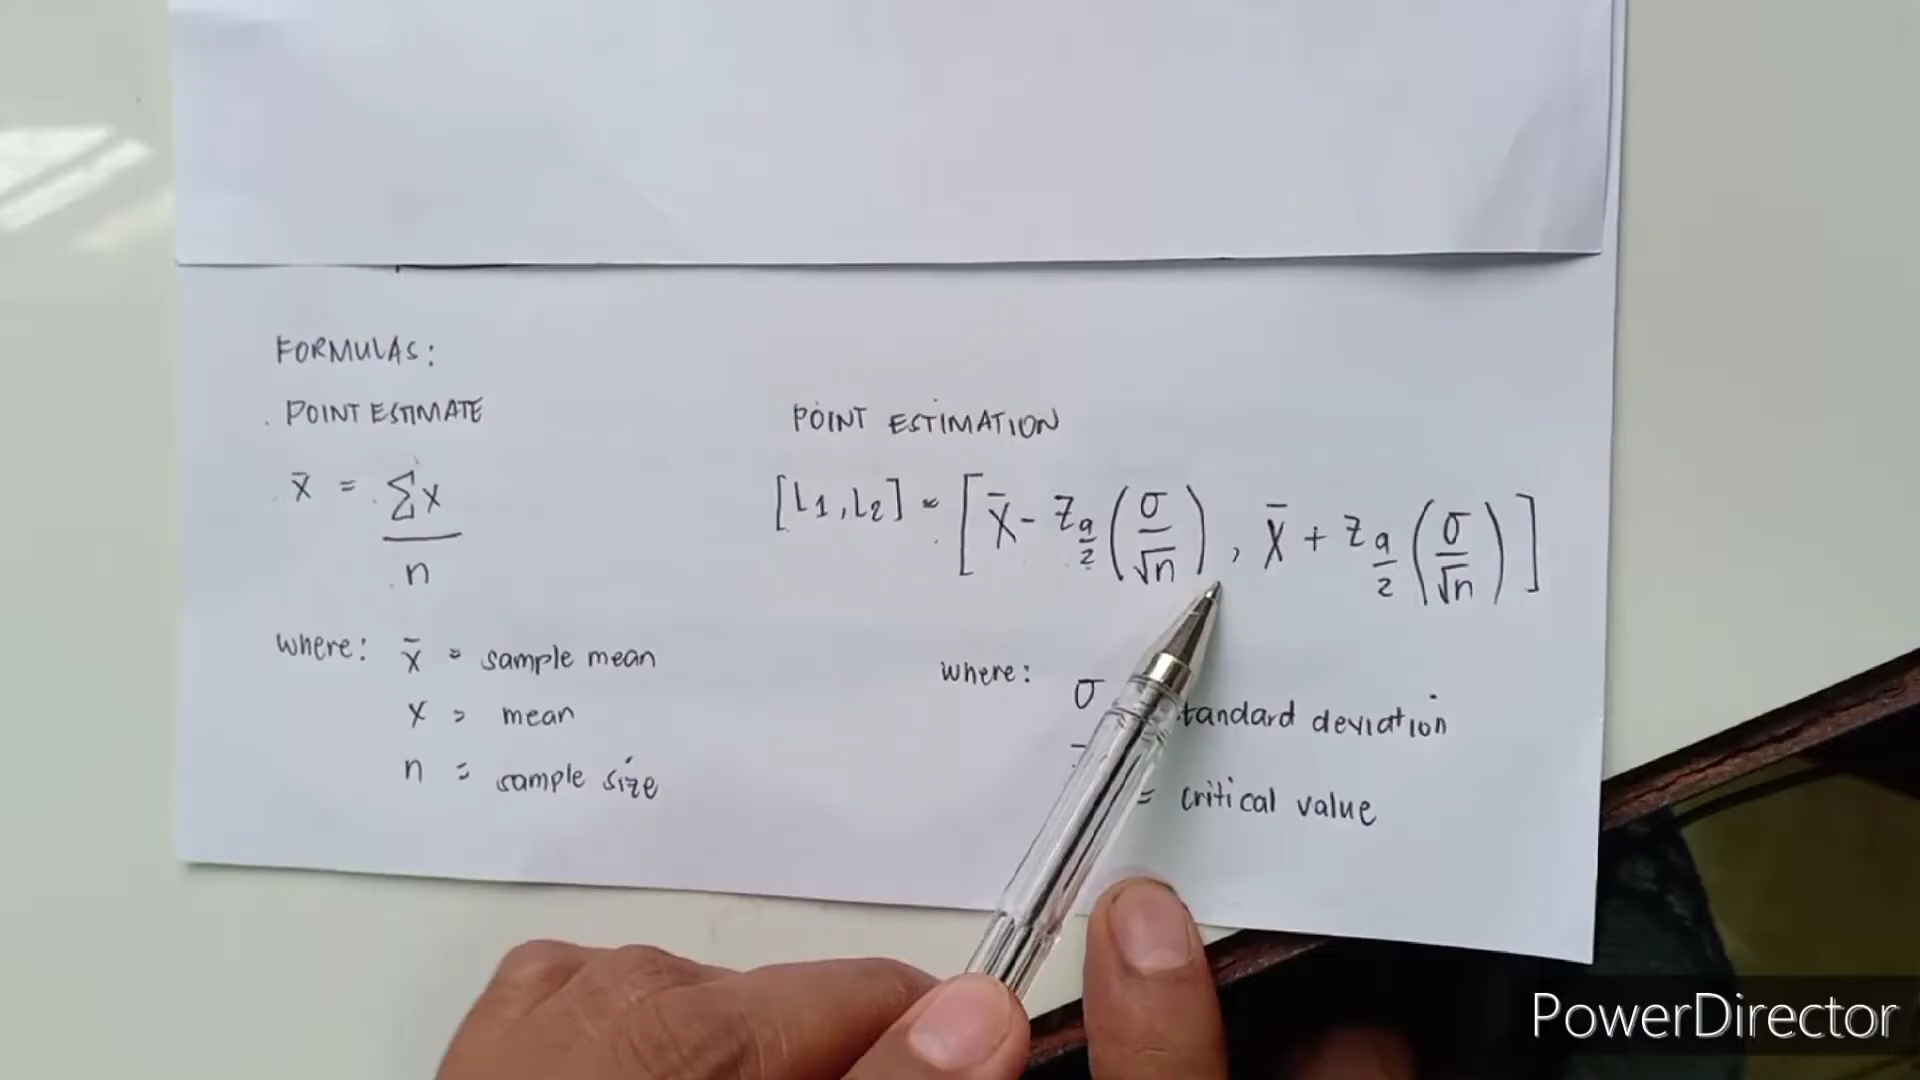 FORMULAS:
POINT ESTIMATE
x̄ = Σx
n
where: x̄ = sample mean
x = mean
n = sample size
POINT ESTIMATION
[L1, L2] = [x̄ - Za/2 (σ/√n), x̄ + Za/2 (σ/√n)]
where: σ tandard deviation
= critical value
PowerDirector